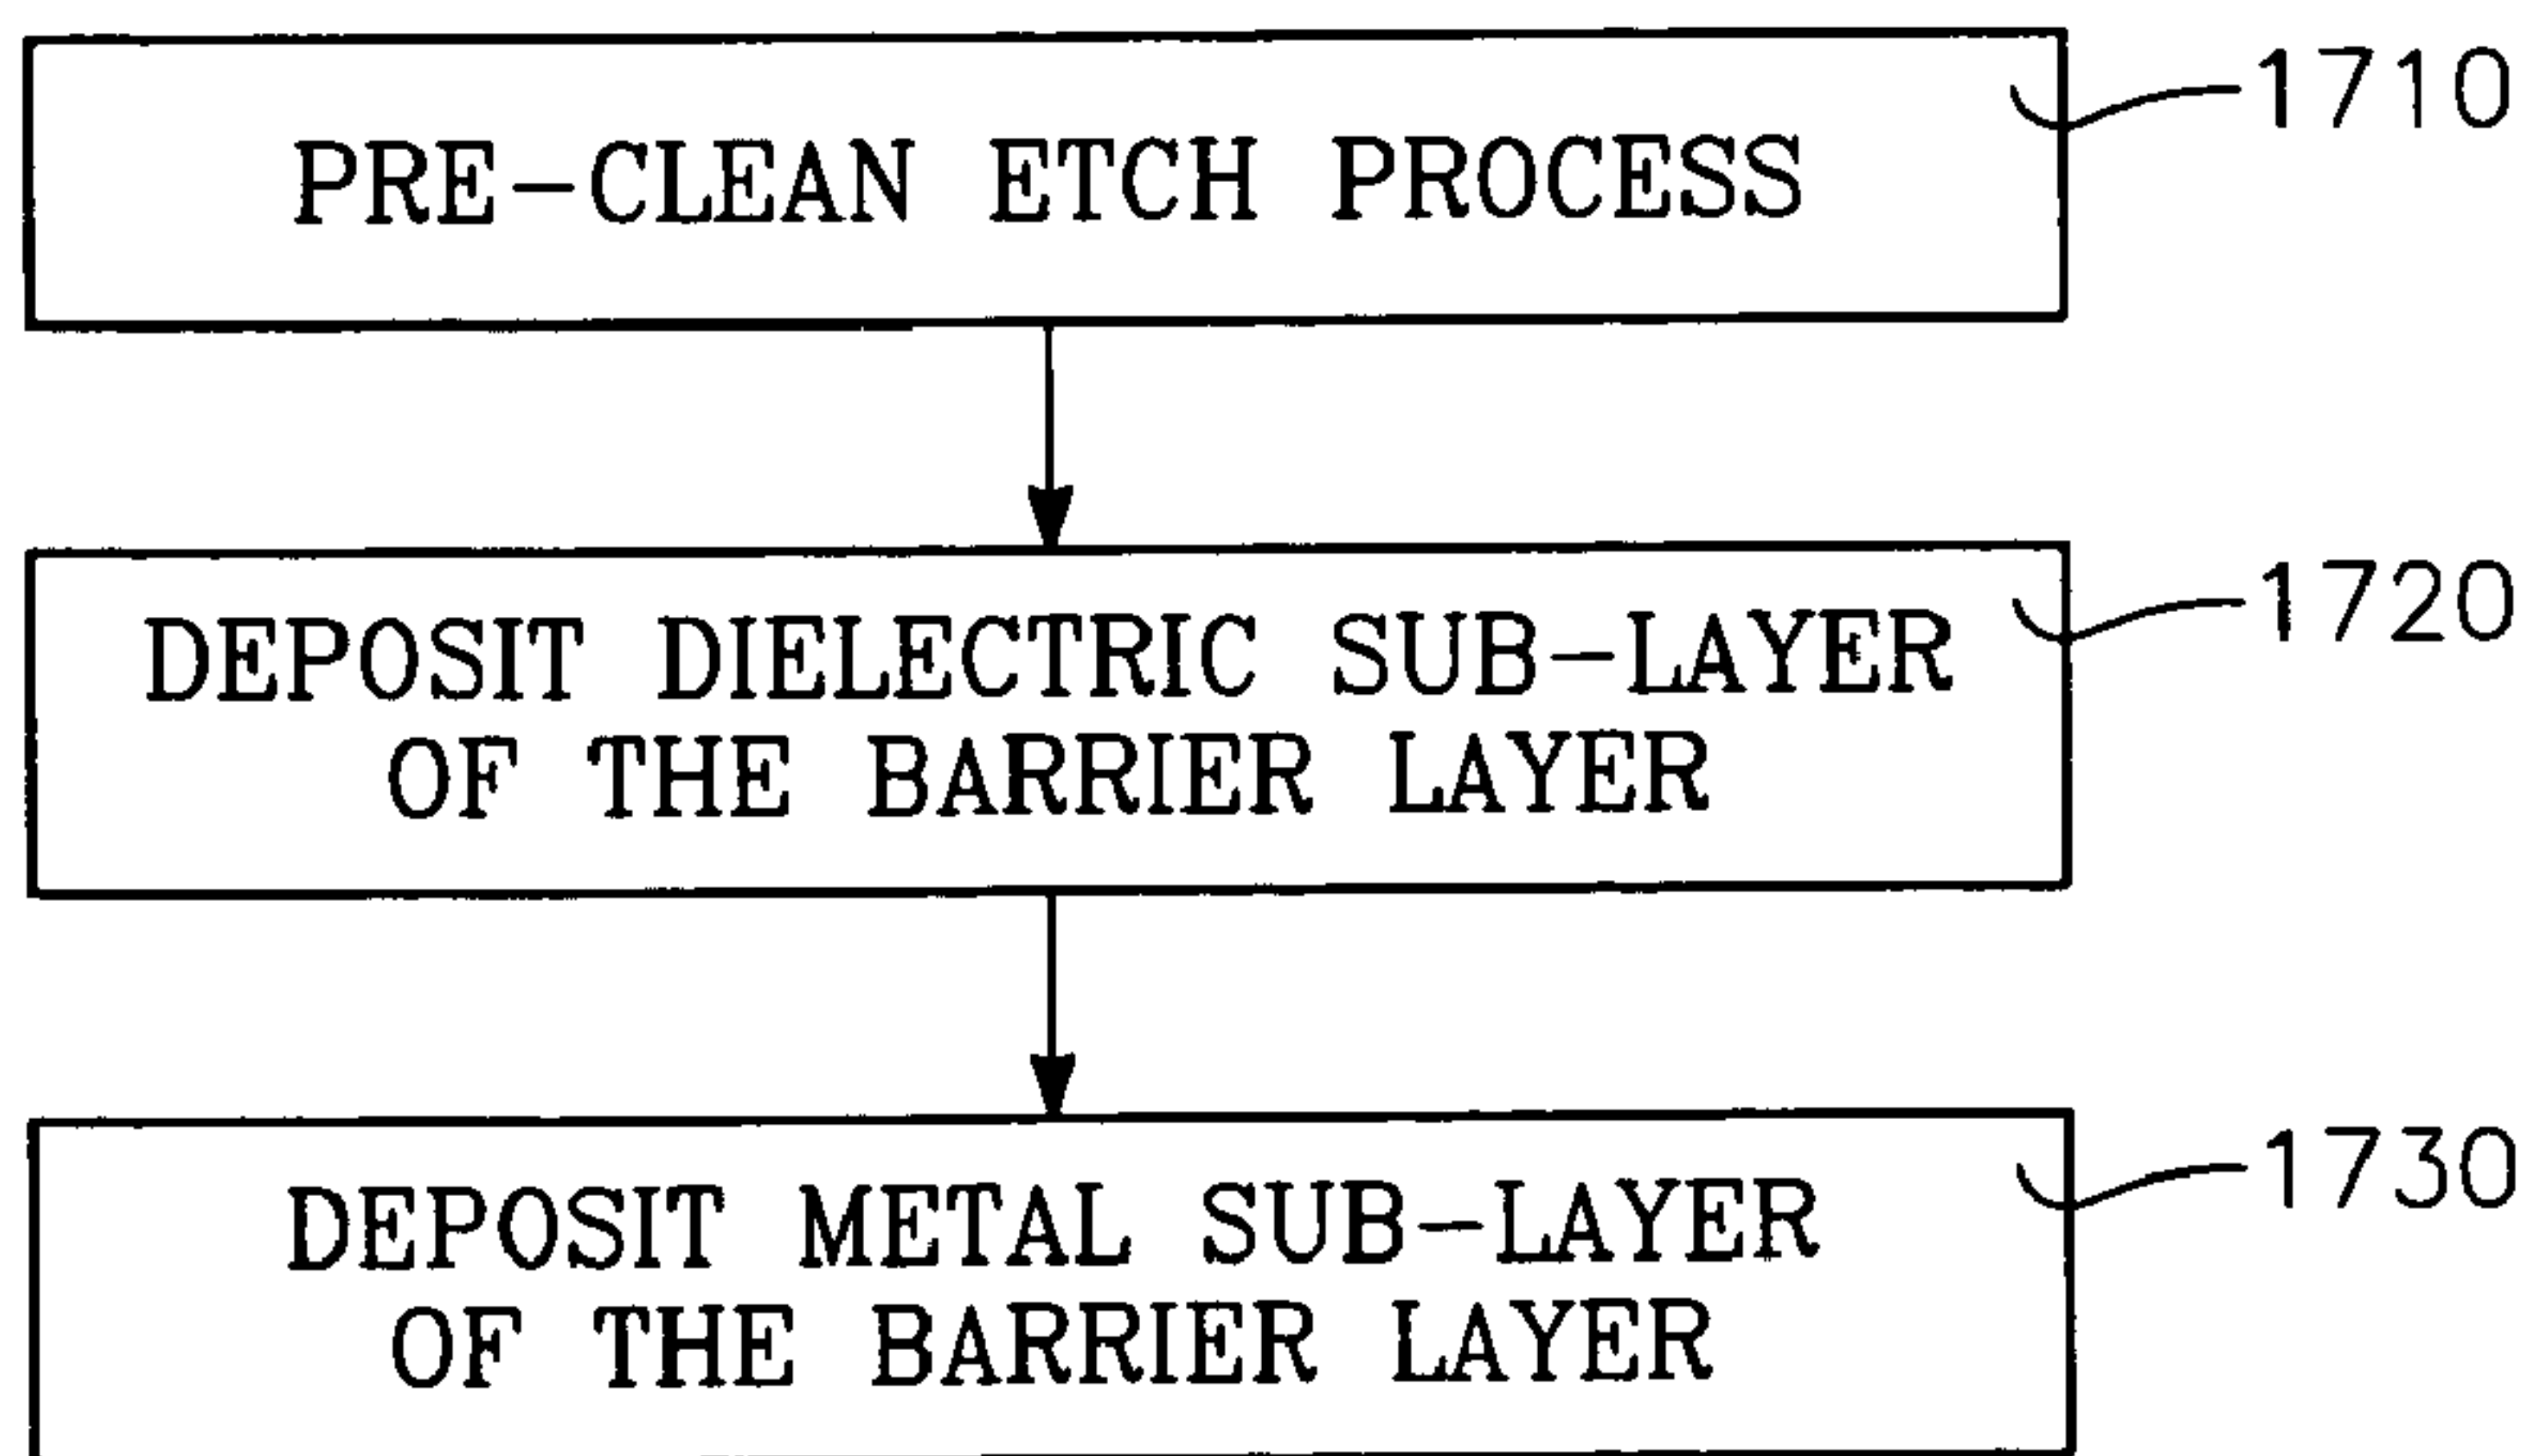 PRE-CLEAN ETCH PROCESS
1710
DEPOSIT DIELECTRIC SUB-LAYER
OF THE BARRIER LAYER
1720
DEPOSIT METAL SUB-LAYER
OF THE BARRIER LAYER
1730